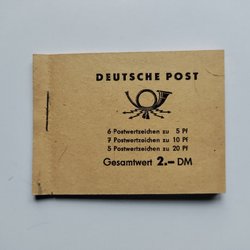 DEUTSCHE POST
6 Postwertzeichen zu 5 Pf
7 Postwertzeichen zu 10 Pf
5 Postwertzeichen zu 20 Pf
Gesamtwert 2.– DM